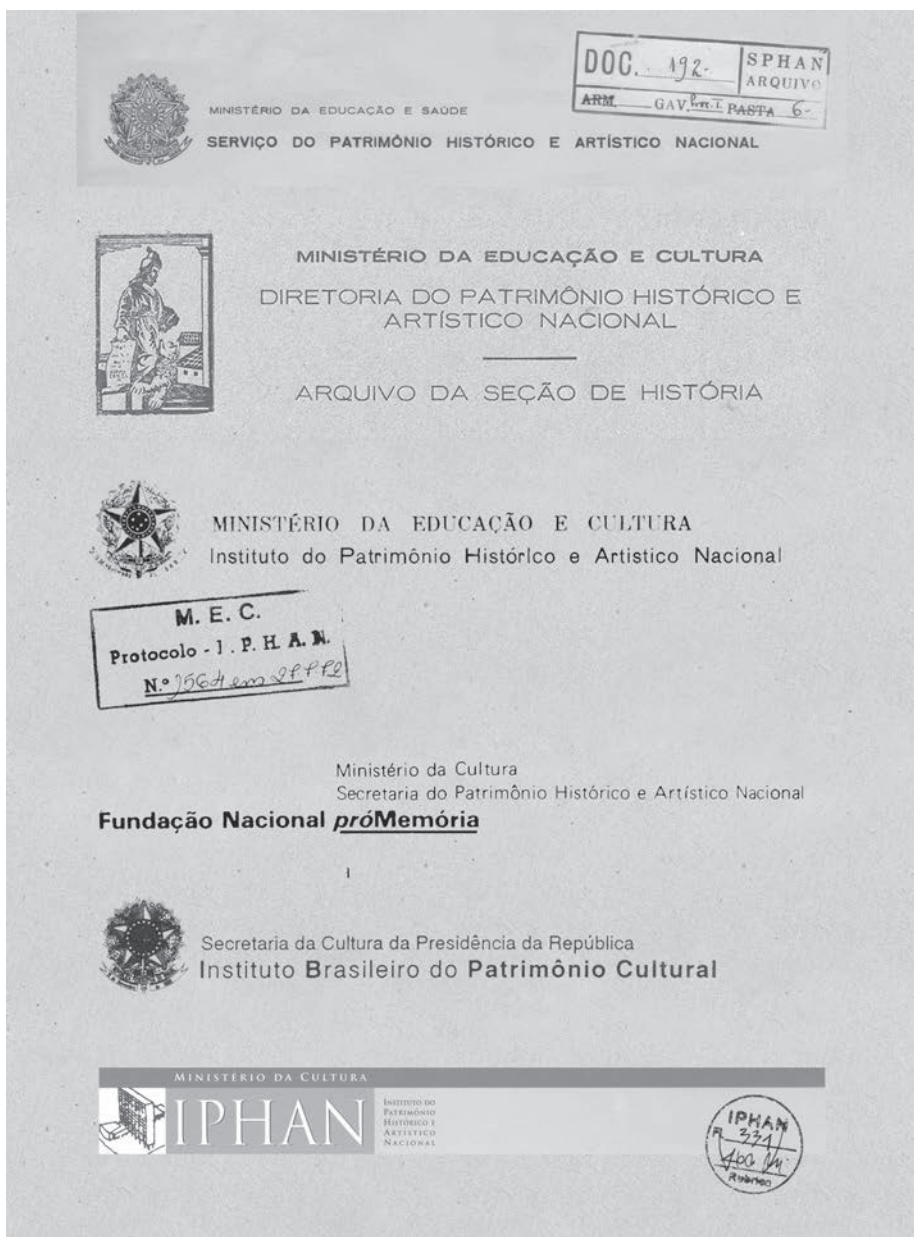 DOC. 192- SPHAN
ARQUIVO
ARM. GAV. PASTA 6-
MINISTÉRIO DA EDUCAÇÃO E SAÚDE
SERVIÇO DO PATRIMÔNIO HISTÓRICO E ARTÍSTICO NACIONAL
MINISTÉRIO DA EDUCAÇÃO E CULTURA
DIRETORIA DO PATRIMÔNIO HISTÓRICO E
ARTÍSTICO NACIONAL
ARQUIVO DA SEÇÃO DE HISTÓRIA
MINISTÉRIO DA EDUCAÇÃO E CULTURA
Instituto do Patrimônio Histórico e Artistico Nacional
M. E. C.
Protocolo - I. P. H. A. N.
N.º em
Ministério da Cultura
Secretaria do Patrimônio Histórico e Artístico Nacional
Fundação Nacional próMemória
Secretaria da Cultura da Presidência da República
Instituto Brasileiro do Patrimônio Cultural
MINISTÉRIO DA CULTURA
IPHAN
INSTITUTO DO
PATRIMÔNIO
HISTÓRICO E
ARTÍSTICO
NACIONAL
IPHAN
331
Rubrica